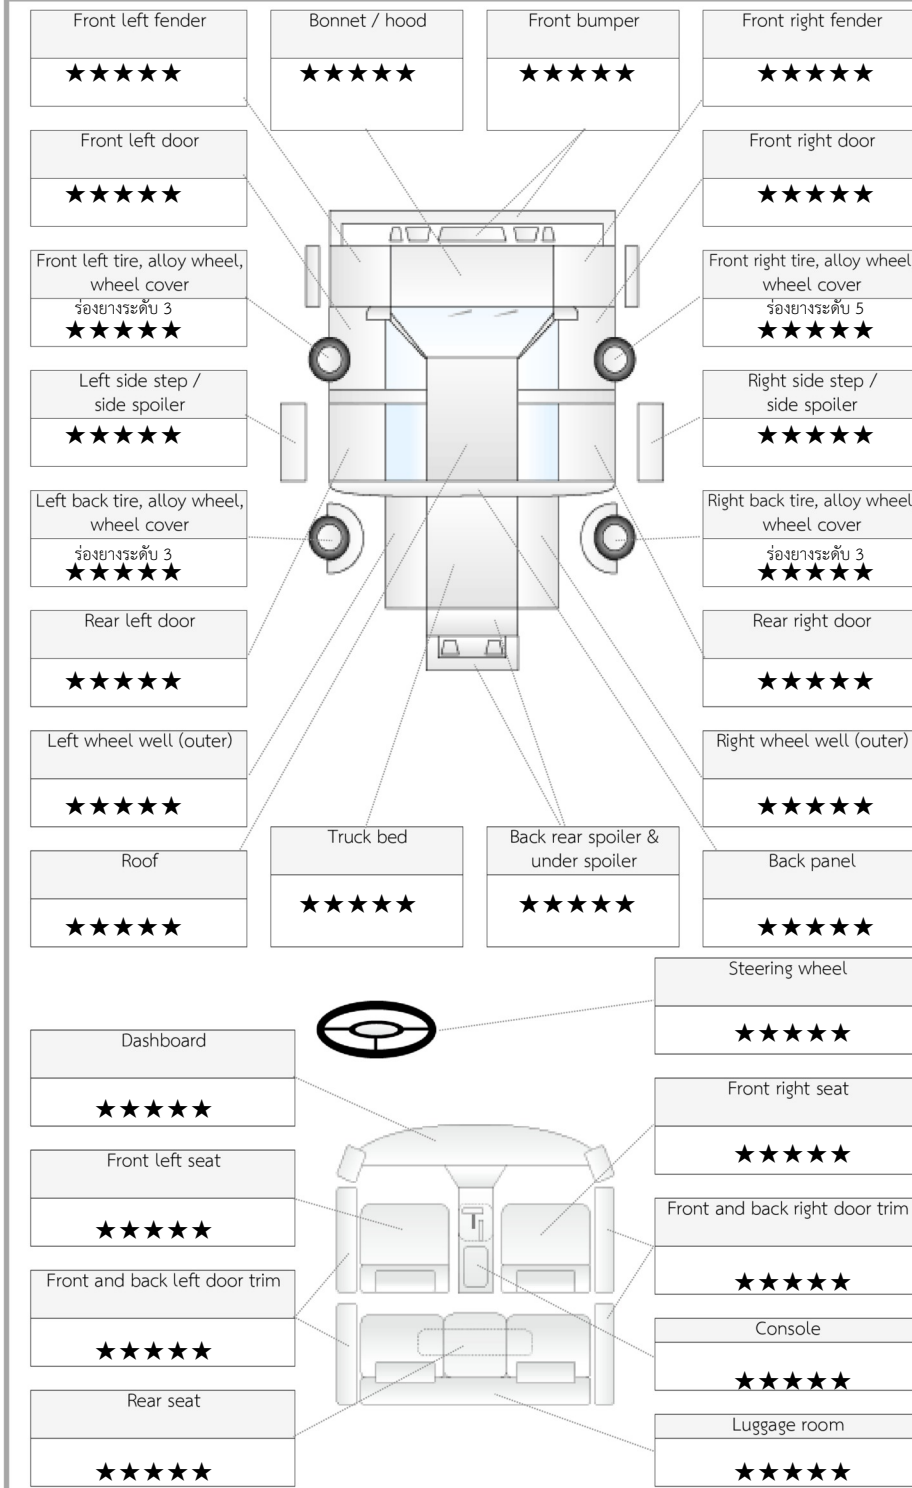 Front left fender
★★★★★
Bonnet / hood
★★★★★
Front bumper
★★★★★
Front right fender
★★★★★
Front left door
★★★★★
Front right door
★★★★★
Front left tire, alloy wheel,
wheel cover
ร่องยางระดับ 3
★★★★★
Front right tire, alloy wheel
wheel cover
ร่องยางระดับ 5
★★★★★
Left side step /
side spoiler
★★★★★
Right side step /
side spoiler
★★★★★
Left back tire, alloy wheel,
wheel cover
ร่องยางระดับ 3
★★★★★
Right back tire, alloy wheel
wheel cover
ร่องยางระดับ 3
★★★★★
Rear left door
★★★★★
Rear right door
★★★★★
Left wheel well (outer)
★★★★★
Right wheel well (outer)
★★★★★
Roof
★★★★★
Truck bed
★★★★★
Back rear spoiler &
under spoiler
★★★★★
Back panel
★★★★★
Steering wheel
★★★★★
Dashboard
★★★★★
Front right seat
★★★★★
Front left seat
★★★★★
Front and back right door trim
★★★★★
Front and back left door trim
★★★★★
Console
★★★★★
Rear seat
★★★★★
Luggage room
★★★★★